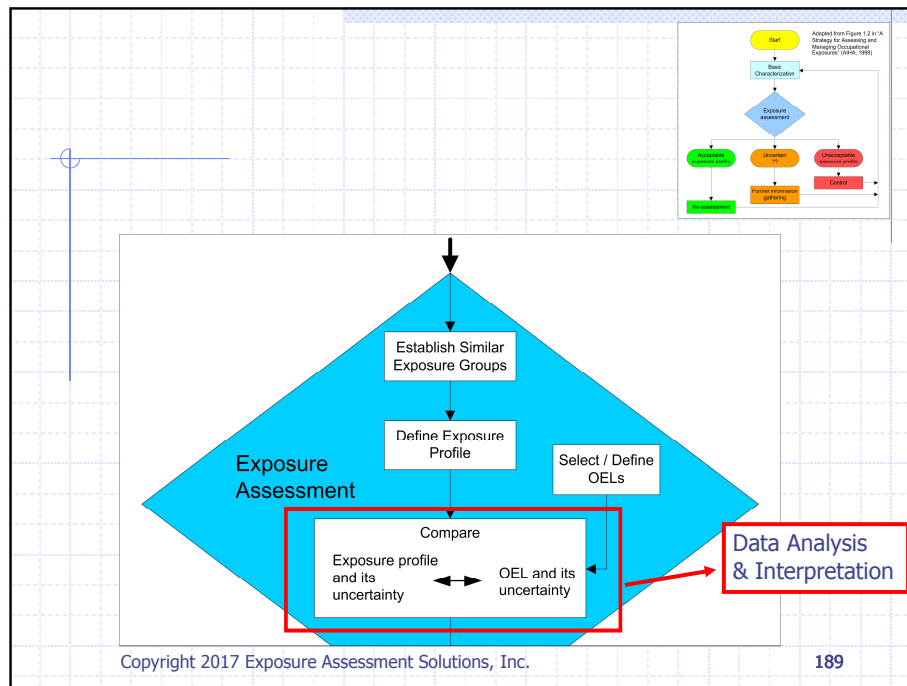 Start
Adapted from Figure 1.2 in "A
Strategy for Assessing and
Managing Occupational
Exposures" (AIHA, 1998)
Basic
Characterization
Exposure
assessment
Acceptable
exposure profile
Uncertain
??
Unacceptable
exposure profile
Control
Further information
gathering
Re-assessment
Establish Similar
Exposure Groups
Define Exposure
Profile
Select / Define
OELs
Exposure
Assessment
Compare
Exposure profile
and its
uncertainty
OEL and its
uncertainty
Data Analysis
& Interpretation
Copyright 2017 Exposure Assessment Solutions, Inc.
189